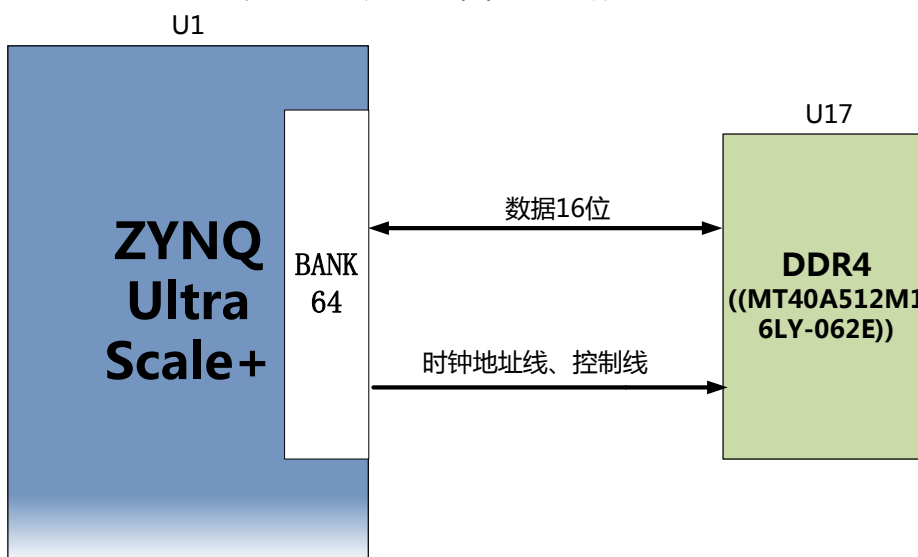 U1
U17
数据16位
ZYNQ
Ultra
Scale+
BANK
64
DDR4
((MT40A512M1
6LY-062E))
时钟地址线、控制线